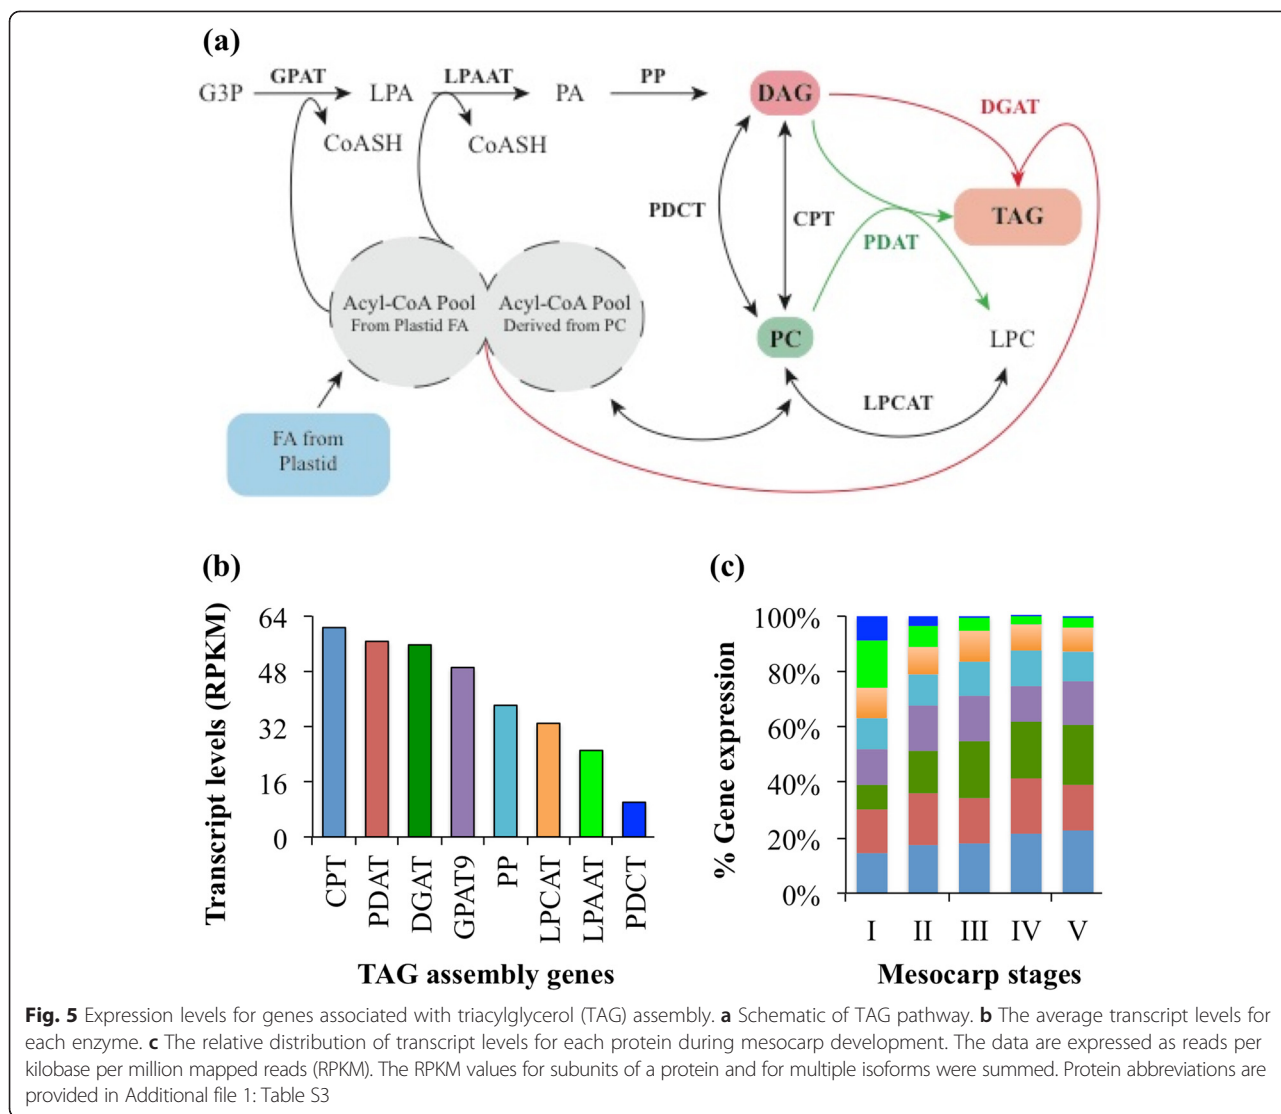 (a)
G3P
GPAT
LPA
LPAAT
PA
PP
DAG
DGAT
CoASH
CoASH
TAG
PDCT
CPT
PDAT
Acyl-CoA Pool
From Plastid FA
Acyl-CoA Pool
Derived from PC
PC
LPC
LPCAT
FA from
Plastid
(b)
Transcript levels (RPKM)
64
48
32
16
0
CPT
PDAT
DGAT
GPAT9
PP
LPCAT
LPAAT
PDCT
TAG assembly genes
(c)
% Gene expression
100%
80%
60%
40%
20%
0%
I II III IV V
Mesocarp stages
Fig. 5 Expression levels for genes associated with triacylglycerol (TAG) assembly. a Schematic of TAG pathway. b The average transcript levels for
each enzyme. c The relative distribution of transcript levels for each protein during mesocarp development. The data are expressed as reads per
kilobase per million mapped reads (RPKM). The RPKM values for subunits of a protein and for multiple isoforms were summed. Protein abbreviations are
provided in Additional file 1: Table S3